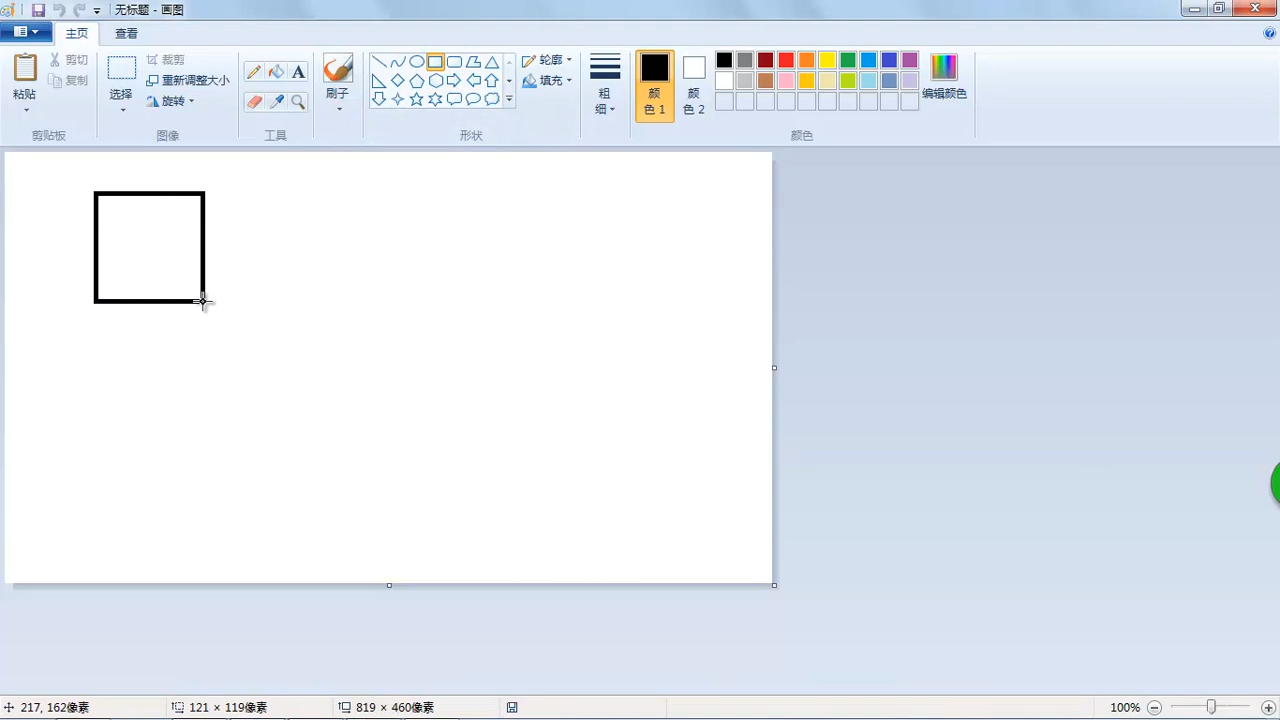 无标题 - 画图
主页 查看
粘贴
剪切
复制
剪贴板
选择
裁剪
重新调整大小
旋转
图像
A
工具
刷子
轮廓
填充
形状
粗细
颜色 1
颜色 2
编辑颜色
颜色
217, 162像素
121 × 119像素
819 × 460像素
100%